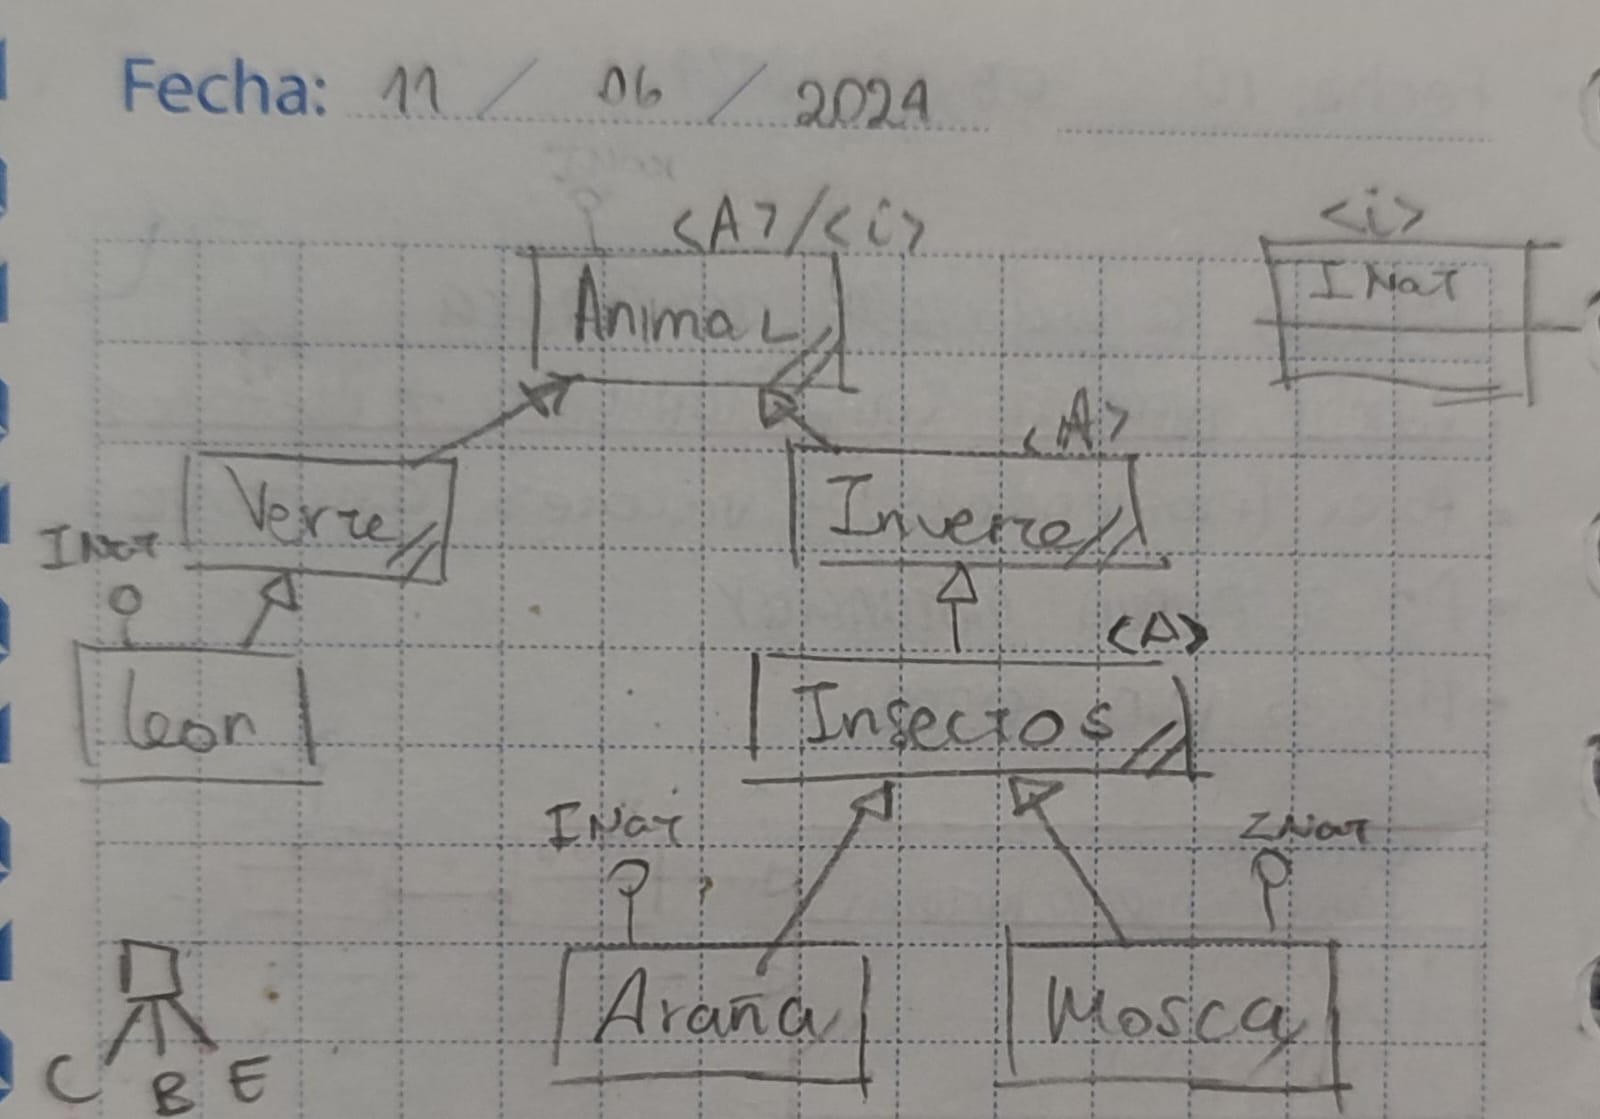 Fecha: 11 / 06 / 2024
<A>/<i>
<i>
Animal
INat
<A>
Verte
Inverte
INat
<A>
leon
Insectos
INat
INat
Araña
Mosca
C B E